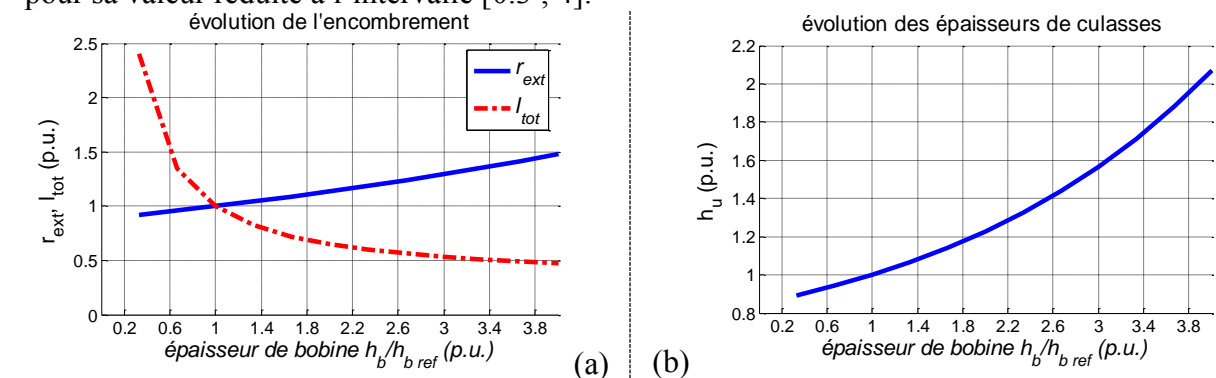 pour sa valeur réduite à l'intervalle [0.3 ; 4].
évolution de l'encombrement
2.5
2
1.5
1
0.5
0
r_ext, l_tot (p.u.)
r_ext
l_tot
0.2 0.6 1 1.4 1.8 2.2 2.6 3 3.4 3.8
épaisseur de bobine h_b/h_b ref (p.u.)
(a)
évolution des épaisseurs de culasses
2.2
2
1.8
1.6
1.4
1.2
1
0.8
h_u (p.u.)
0.2 0.6 1 1.4 1.8 2.2 2.6 3 3.4 3.8
épaisseur de bobine h_b/h_b ref (p.u.)
(b)